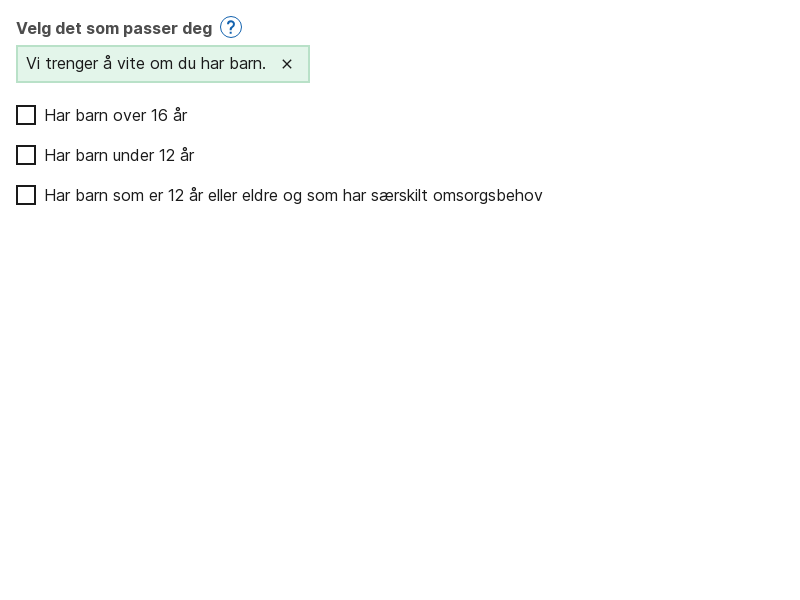 Velg det som passer deg ?
Vi trenger å vite om du har barn. ×
Har barn over 16 år
Har barn under 12 år
Har barn som er 12 år eller eldre og som har særskilt omsorgsbehov